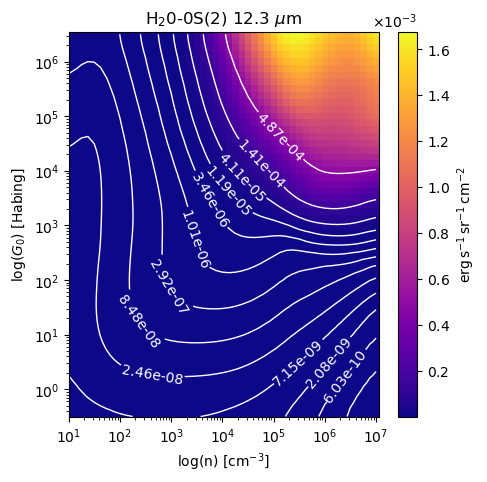 H₂0-0S(2) 12.3 μm
×10⁻³
10⁶
10⁵
10⁴
10³
10²
10¹
10⁰
log(G₀) [Habing]
4.87e-04
1.41e-04
4.11e-05
1.19e-05
3.46e-06
1.01e-06
2.92e-07
8.48e-08
2.46e-08
7.15e-09
2.08e-09
6.03e-10
10¹ 10² 10³ 10⁴ 10⁵ 10⁶ 10⁷
log(n) [cm⁻³]
1.6
1.4
1.2
1.0
0.8
0.6
0.4
0.2
erg s⁻¹ sr⁻¹ cm⁻²